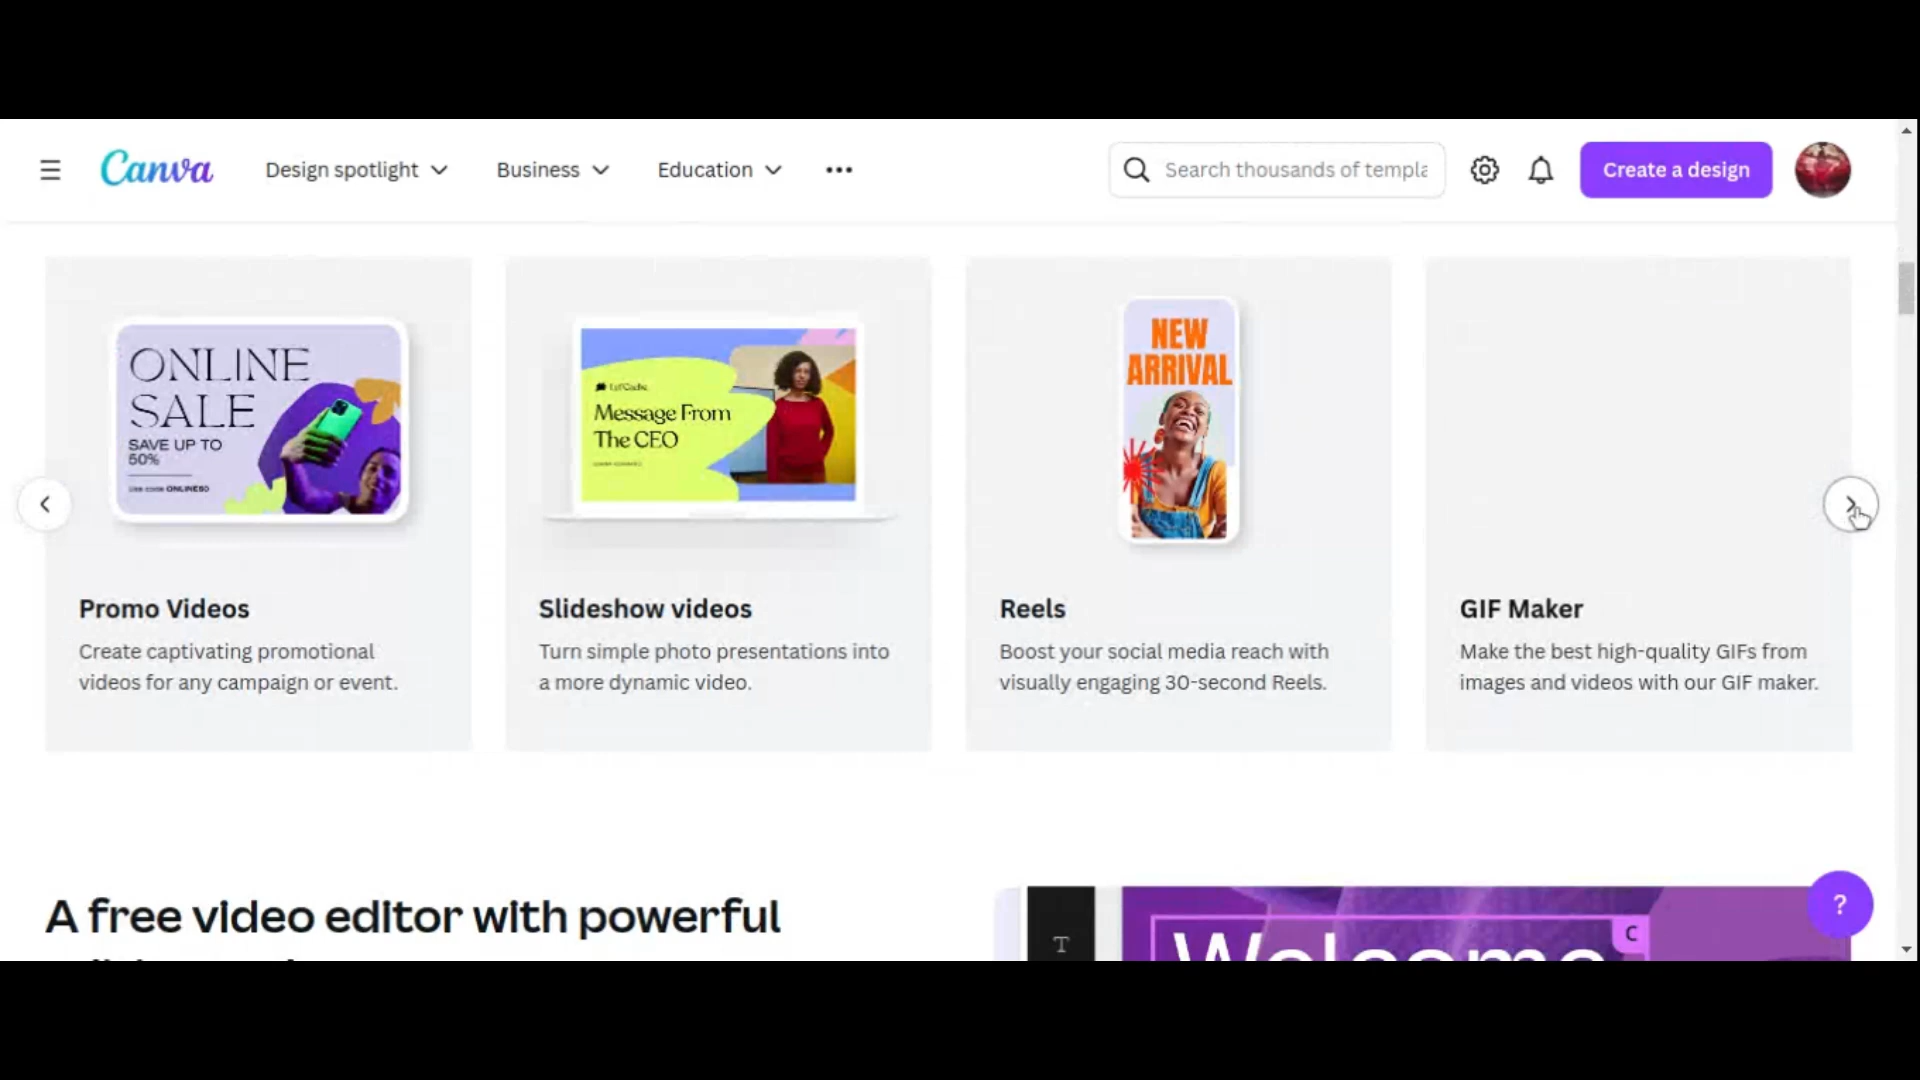 Canva
Design spotlight
Business
Education
Search thousands of templa
Create a design
ONLINE
SALE
SAVE UP TO
50%
USE CODE ONLINE50
Message From
The CEO
NEW
ARRIVAL
Promo Videos
Create captivating promotional
videos for any campaign or event.
Slideshow videos
Turn simple photo presentations into
a more dynamic video.
Reels
Boost your social media reach with
visually engaging 30-second Reels.
GIF Maker
Make the best high-quality GIFs from
images and videos with our GIF maker.
A free video editor with powerful
?
T
C
Welcome